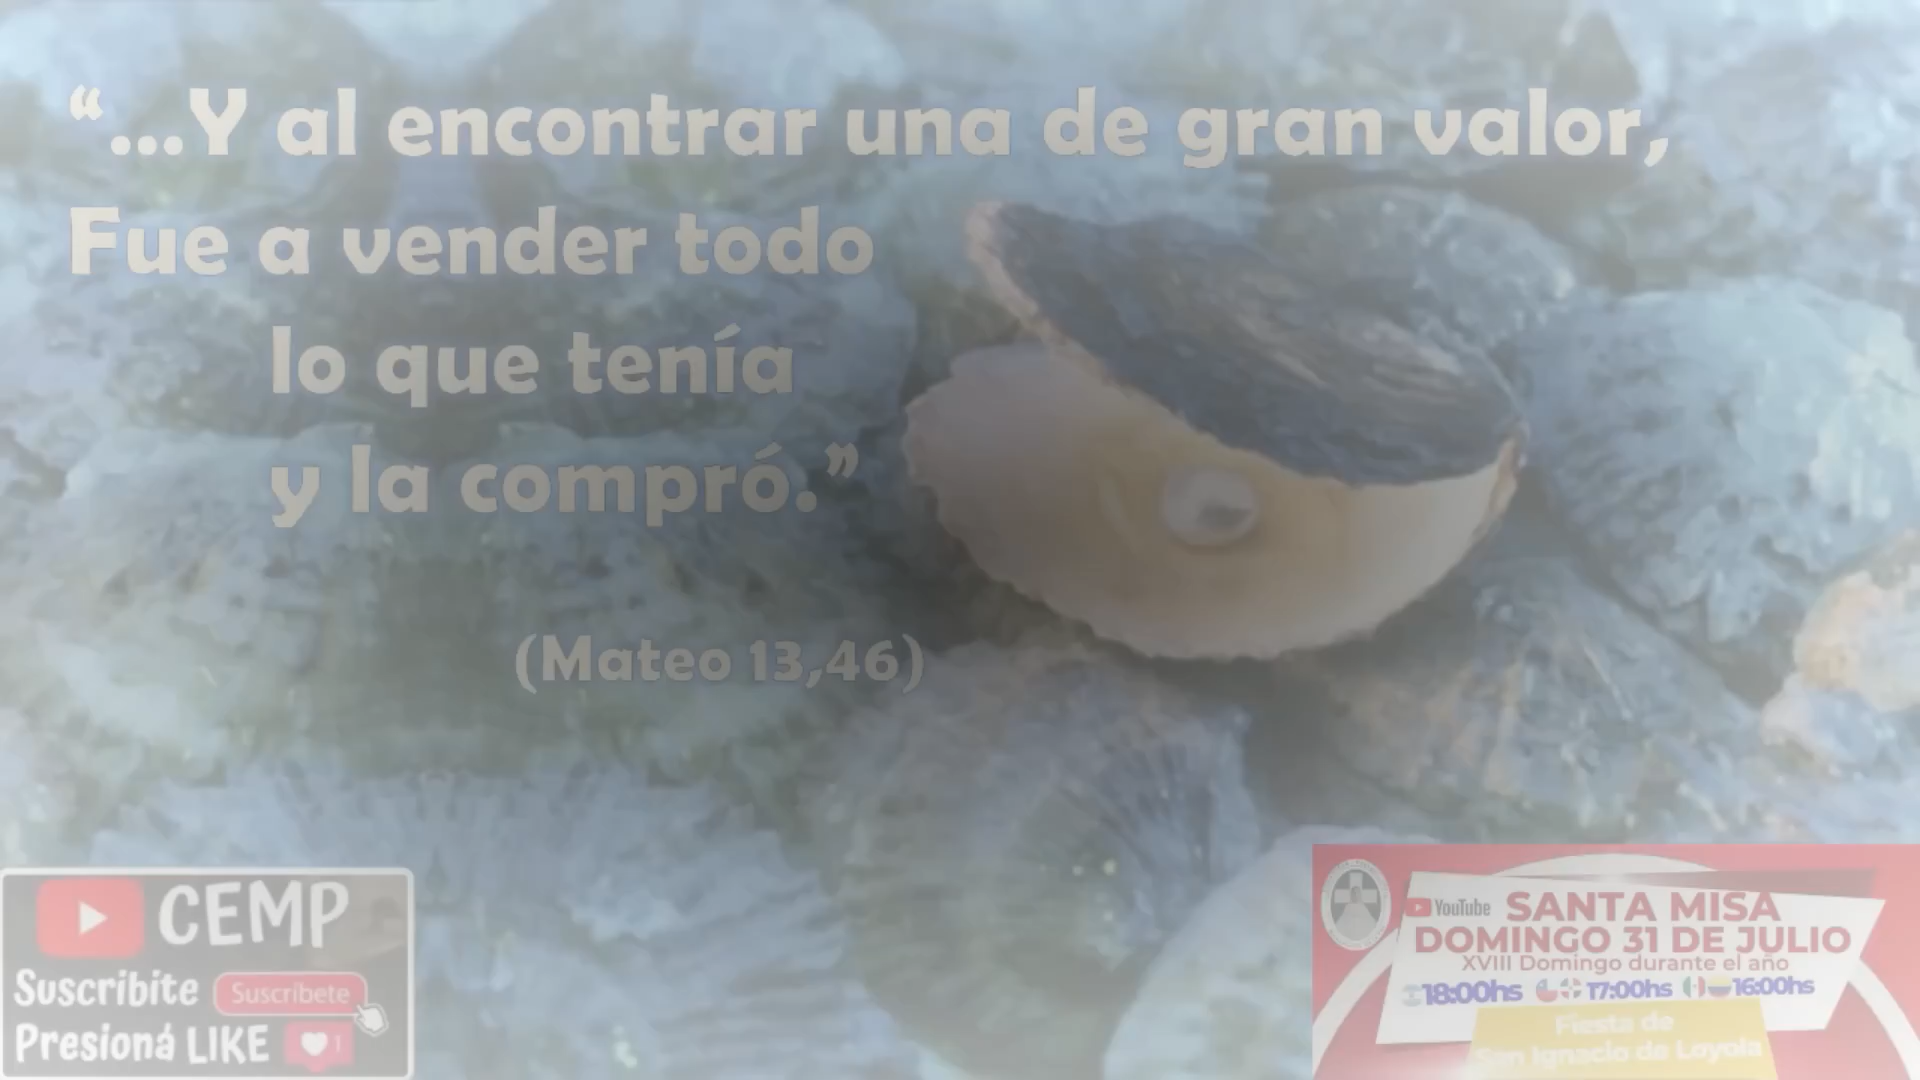 “...Y al encontrar una de gran valor,
Fue a vender todo
lo que tenía
y la compró.”
(Mateo 13,46)
CEMP
Suscribite Suscríbete
Presioná LIKE 1
YouTube SANTA MISA
DOMINGO 31 DE JULIO
XVIII Domingo durante el año
18:00hs 17:00hs 16:00hs
Fiesta de
San Ignacio de Loyola